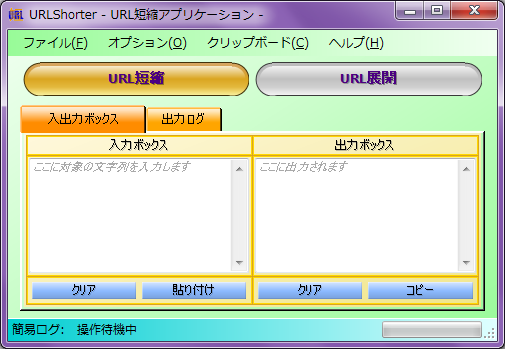 URL URLShorter - URL短縮アプリケーション -
ファイル(F) オプション(O) クリップボード(C) ヘルプ(H)
URL短縮 URL展開
入出力ボックス 出力ログ
入力ボックス 出力ボックス
ここに対象の文字列を入力します ここに出力されます
クリア 貼り付け クリア コピー
簡易ログ: 操作待機中